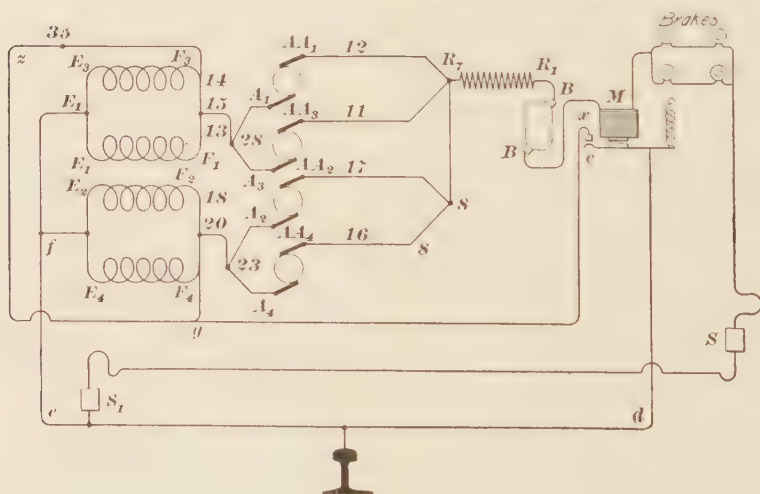 35
Brakes
z
E3
F3
AA1
12
R7
R1
14
B
M
E1
15
A1
AA3
11
x
13
28
B
c
E1
F1
A3
AA2
17
E2
F2
18
A2
S
f
20
AA4
16
8
23
E4
F4
A4
y
S
S1
c
d